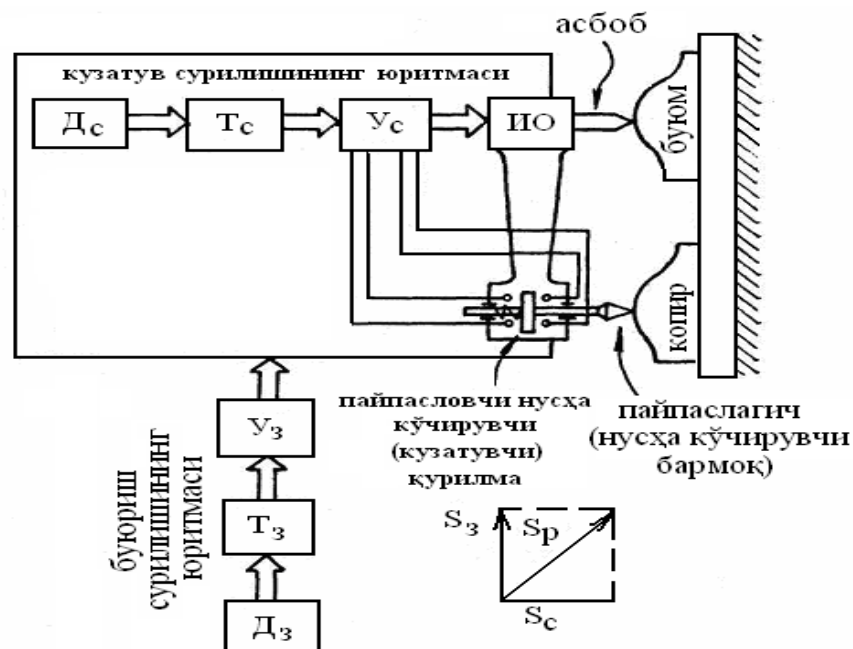 асбоб
кузатув сурилишининг юритмаси
Дс
Тс
Ус
ИО
буюм
копир
пайпасловчи нусҳа
кўчирувчи
(кузатувчи)
қурилма
пайпаслагич
(нусҳа кўчирувчи
бармоқ)
Уз
Тз
Дз
буюриш
сурилишининг
юритмаси
Sз
Sр
Sс